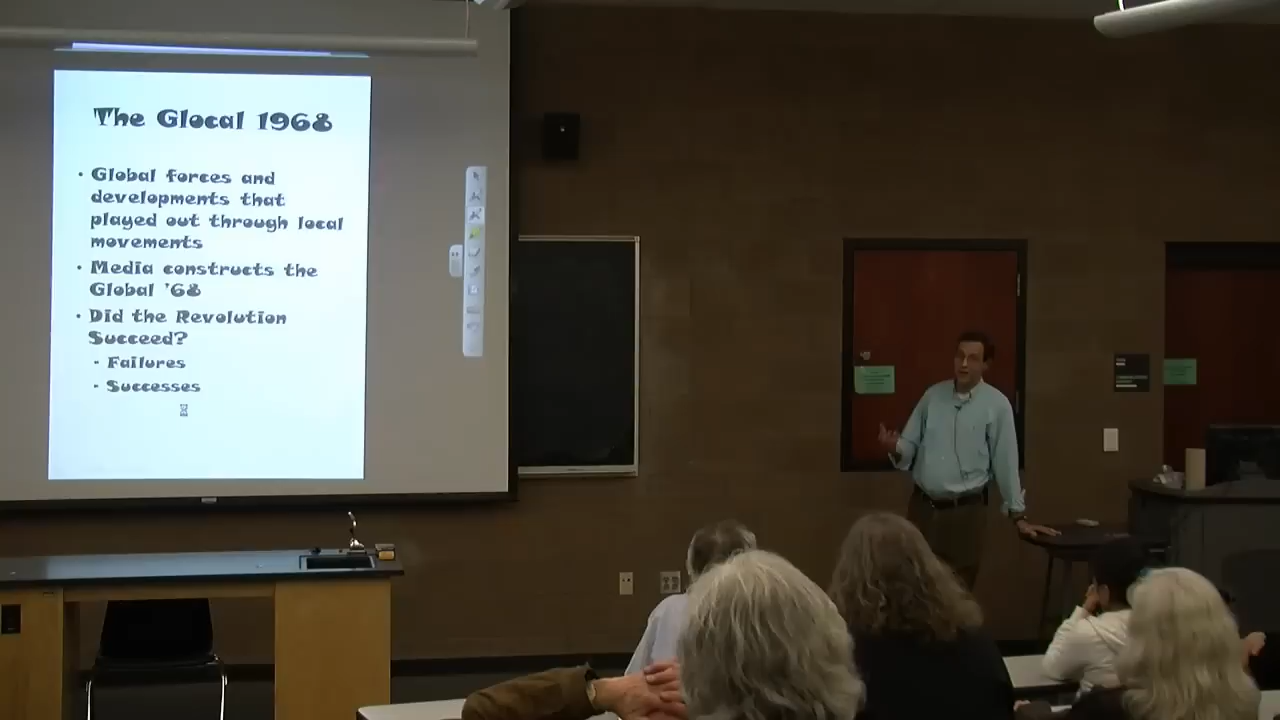 The Glocal 1968
• Global forces and
developments that
played out through local
movements
• Media constructs the
Global '68
• Did the Revolution
Succeed?
- Failures
- Successes